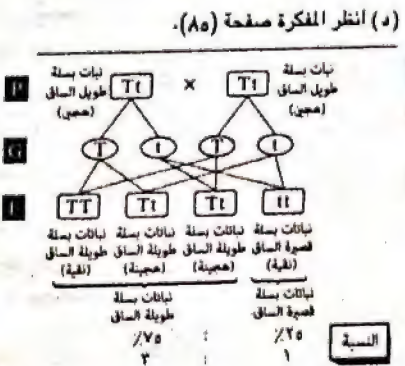 (د) انظر المفكرة صفحة (٨٥).
نبات بسلة طويل الساق (هجين) Tt × Tt نبات بسلة طويل الساق (هجين)
P
G T t T t
TT Tt Tt tt
نباتات بسلة طويلة الساق (نقية) نباتات بسلة طويلة الساق (هجينة) نباتات بسلة طويلة الساق (هجينة) نباتات بسلة قصيرة الساق (نقية)
نباتات بسلة طويلة الساق نباتات بسلة قصيرة الساق
النسبة ٧٥٪ : ٢٥٪
٣ : ١